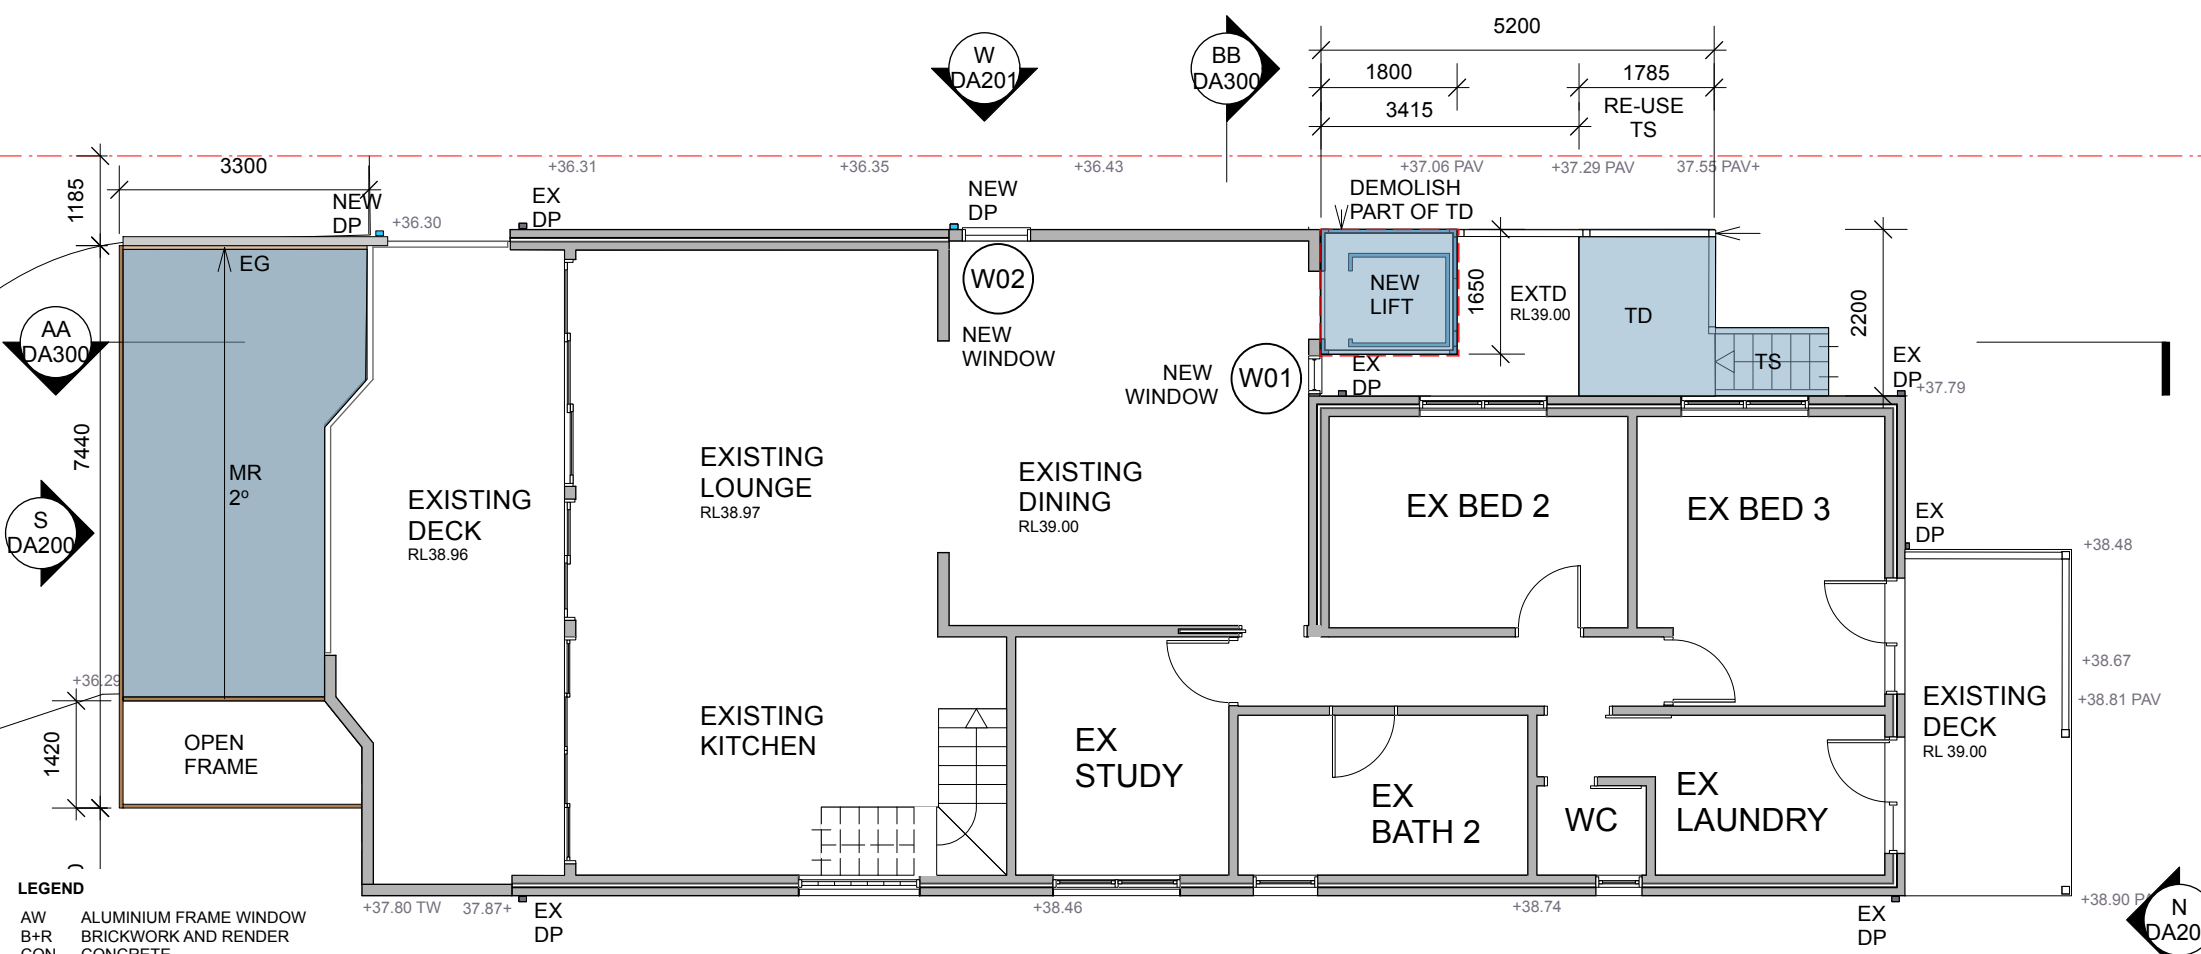 5200
W
DA201
BB
DA300
1800
1785
3415
RE-USE
TS
3300
+36.31
+36.35
+36.43
+37.06 PAV
+37.29 PAV
37.55 PAV+
1185
NEW
DP
+36.30
EX
DP
NEW
DP
DEMOLISH
PART OF TD
EG
W02
NEW
LIFT
1650
EXTD
RL39.00
TD
2200
AA
DA300
NEW
WINDOW
NEW
WINDOW
W01
EX
DP
TS
EX
DP
+37.79
7440
MR
2º
EXISTING
DECK
RL38.96
EXISTING
LOUNGE
RL38.97
EXISTING
DINING
RL39.00
EX BED 2
EX BED 3
S
DA200
EX
DP
+38.48
+36.29
+38.67
+38.81 PAV
EXISTING
DECK
RL 39.00
1420
OPEN
FRAME
EXISTING
KITCHEN
EX
STUDY
EX
BATH 2
WC
EX
LAUNDRY
LEGEND
AW ALUMINIUM FRAME WINDOW
B+R BRICKWORK AND RENDER
CON CONCRETE
+37.80 TW
37.87+
EX
DP
+38.46
+38.74
EX
DP
+38.90
N